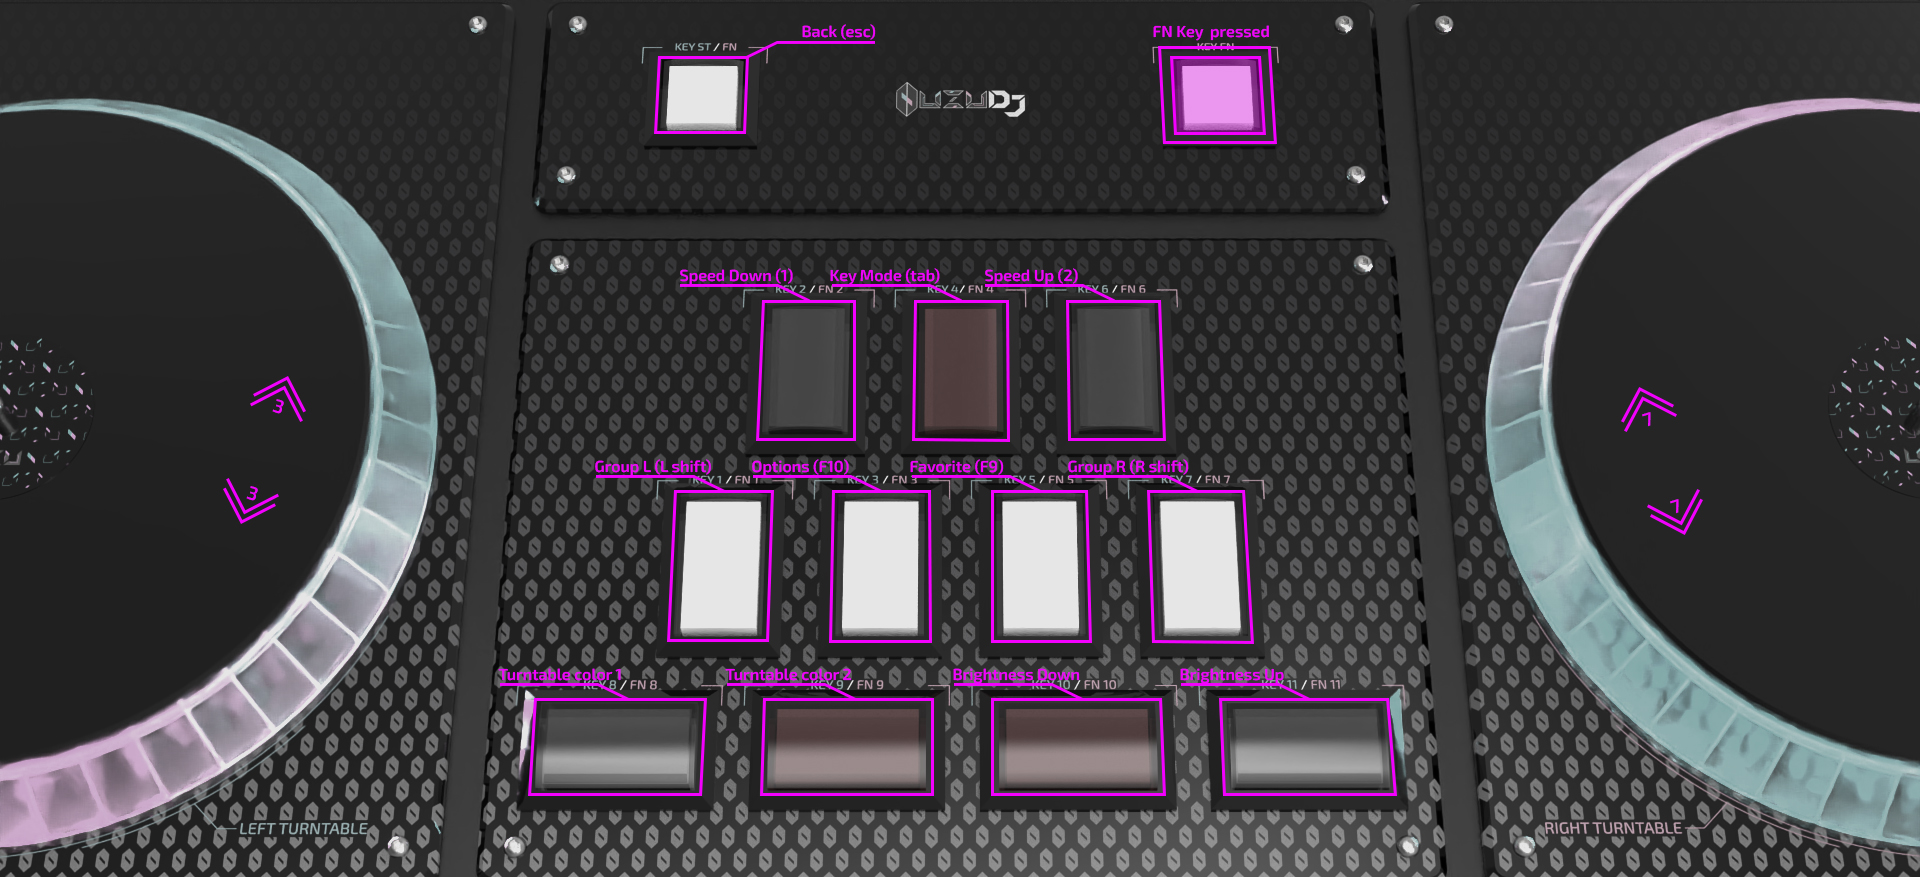 Back (esc)
KEY ST / FN
FN Key pressed
KEY FN
UZUDJ
Speed Down (1)
Key Mode (tab)
Speed Up (2)
KEY 2 / FN 2
KEY 4 / FN 4
KEY 6 / FN 6
3
3
1
1
Group L (L shift)
Options (F10)
Favorite (F9)
Group R (R shift)
KEY 1 / FN 1
KEY 3 / FN 3
KEY 5 / FN 5
KEY 7 / FN 7
Turntable color 1
Turntable color 2
Brightness Down
Brightness Up
KEY 8 / FN 8
KEY 9 / FN 9
KEY 10 / FN 10
KEY 11 / FN 11
LEFT TURNTABLE
RIGHT TURNTABLE